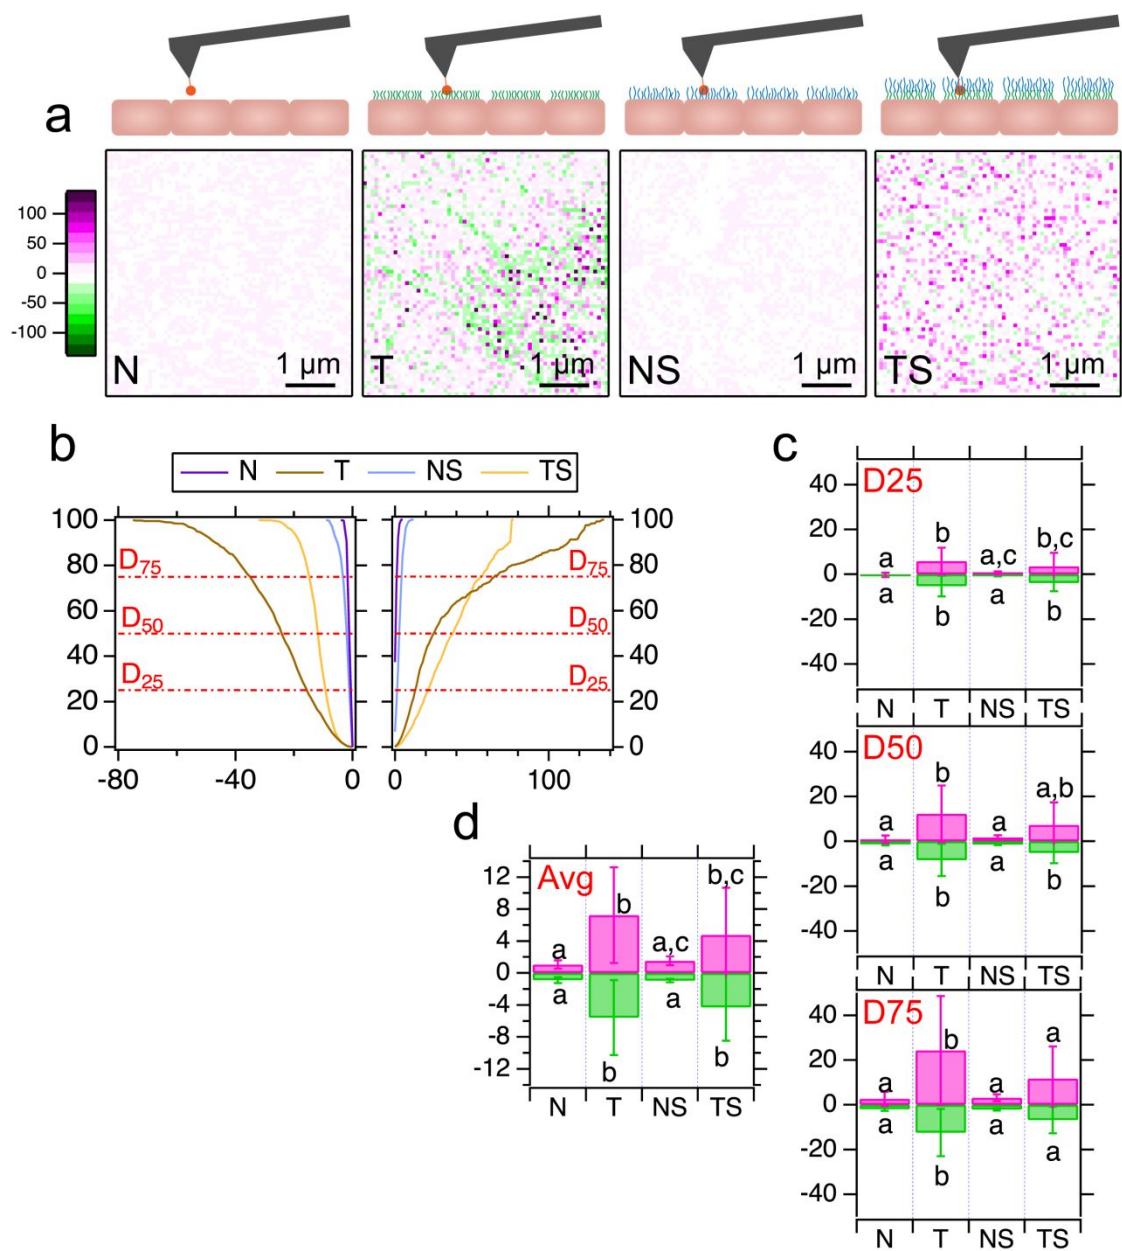 a
100
50
0
-50
-100
N
1 µm
T
1 µm
NS
1 µm
TS
1 µm
b
N T NS TS
100
80
60
40
20
0
D75
D50
D25
-80 -40 0
D75
D50
D25
100
80
60
40
20
0
0 100
c
D25
40
20
0
-20
-40
a b a,c b,c
a b a b
N T NS TS
D50
40
20
0
-20
-40
a b a a,b
a b a b
N T NS TS
D75
40
20
0
-20
-40
a b a a
a b a a
N T NS TS
d
Avg
12
8
4
0
-4
-8
-12
a b a,c b,c
a b a b
N T NS TS